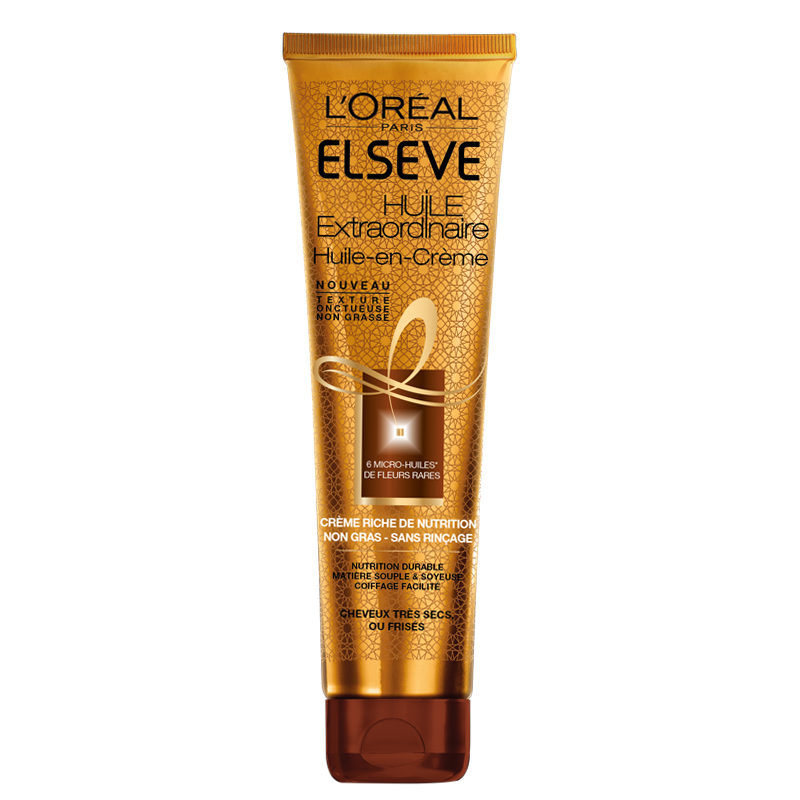 L'ORÉAL
PARIS
ELSEVE
HUILE
Extraordinaire
Huile-en-Crème
NOUVEAU
TEXTURE
ONCTUEUSE
NON GRASSE
6 MICRO-HUILES*
DE FLEURS RARES
CRÈME RICHE DE NUTRITION
NON GRAS - SANS RINÇAGE
NUTRITION DURABLE
MATIÈRE SOUPLE & SOYEUSE
COIFFAGE FACILITÉ
CHEVEUX TRÈS SECS
OU FRISÉS